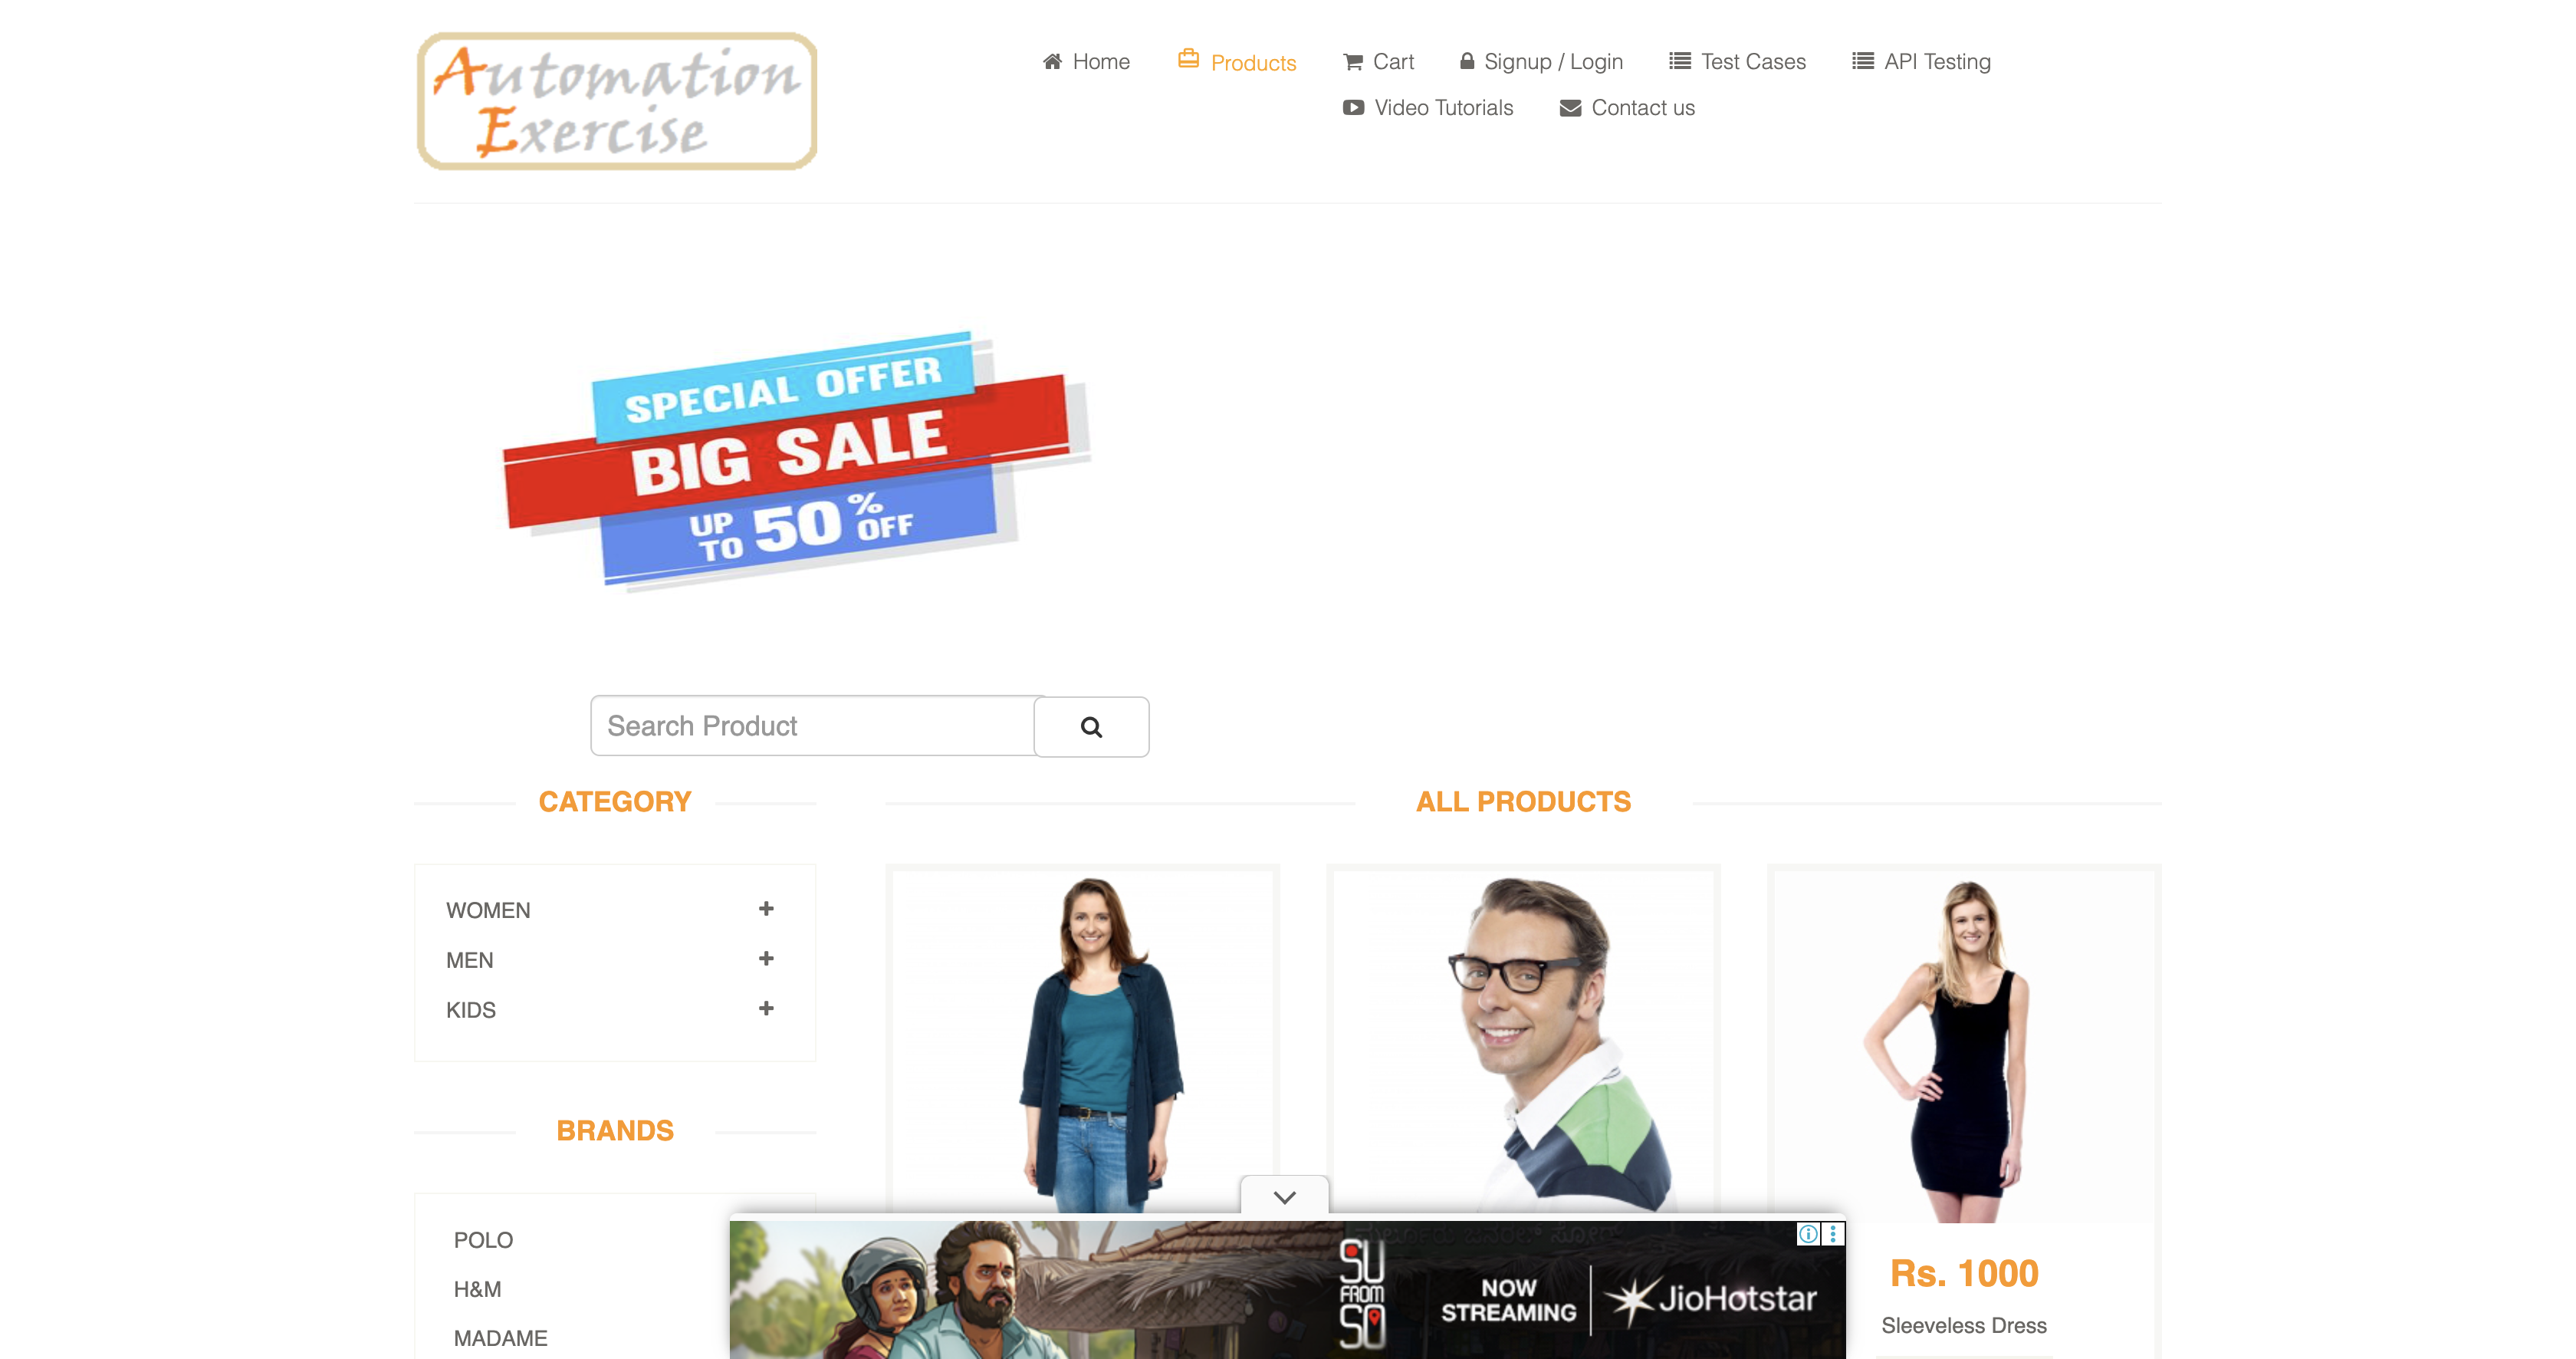 Automation
Exercise
Home
Products
Cart
Signup / Login
Test Cases
API Testing
Video Tutorials
Contact us
SPECIAL OFFER
BIG SALE
UP TO 50% OFF
Search Product
CATEGORY
WOMEN
MEN
KIDS
BRANDS
POLO
H&M
MADAME
ALL PRODUCTS
Rs. 1000
Sleeveless Dress
SU
FROM
SO
NOW
STREAMING
JioHotstar